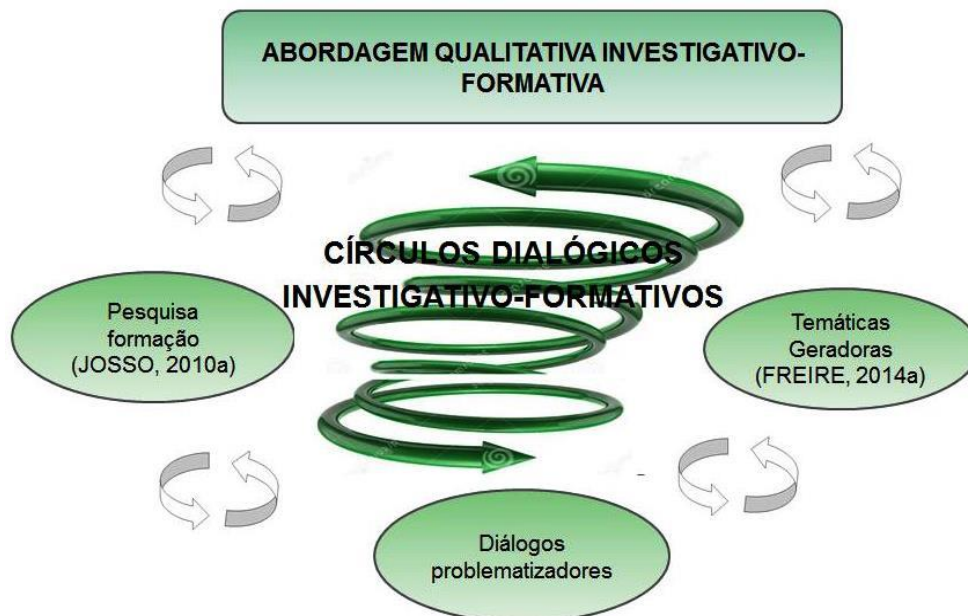 ABORDAGEM QUALITATIVA INVESTIGATIVO-
FORMATIVA
CÍRCULOS DIALÓGICOS
INVESTIGATIVO-FORMATIVOS
Pesquisa
formação
(JOSSO, 2010a)
Temáticas
Geradoras
(FREIRE, 2014a)
Diálogos
problematizadores